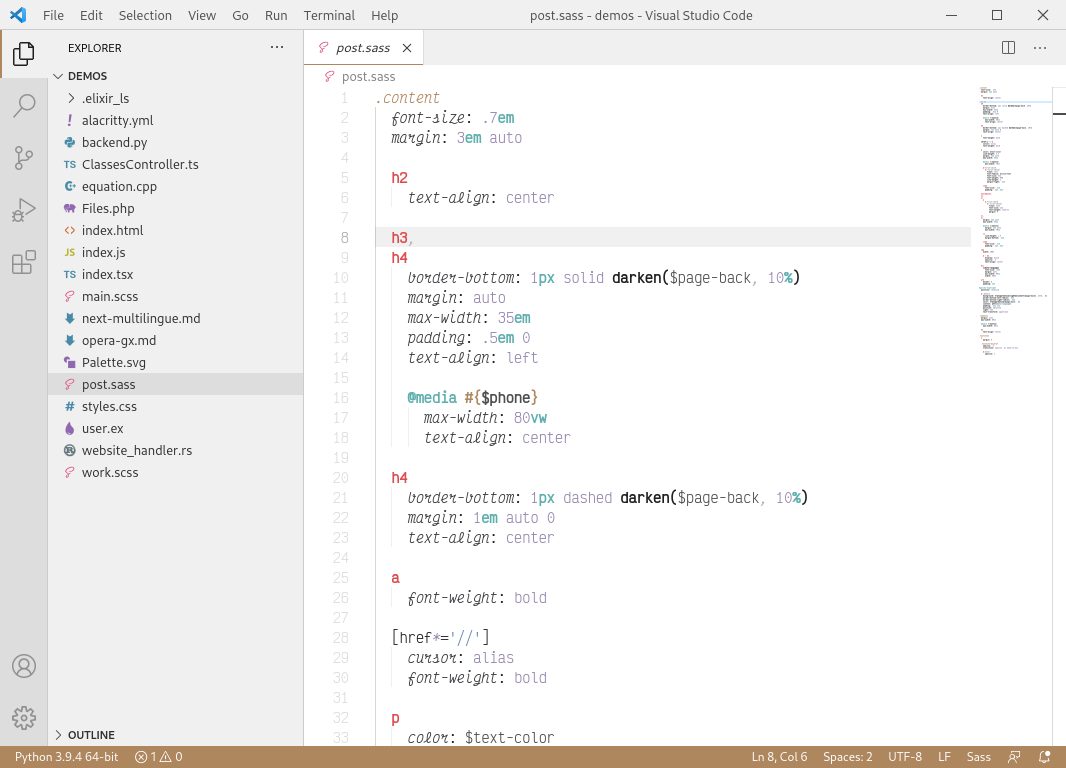 File Edit Selection View Go Run Terminal Help post.sass - demos - Visual Studio Code
EXPLORER
DEMOS
.elixir_ls
! alacritty.yml
backend.py
TS ClassesController.ts
equation.cpp
Files.php
<> index.html
JS index.js
TS index.tsx
main.scss
next-multilingue.md
opera-gx.md
Palette.svg
post.sass
# styles.css
user.ex
website_handler.rs
work.scss
OUTLINE
post.sass
post.sass
1 .content
2 font-size: .7em
3 margin: 3em auto
4
5 h2
6 text-align: center
7
8 h3,
9 h4
10 border-bottom: 1px solid darken($page-back, 10%)
11 margin: auto
12 max-width: 35em
13 padding: .5em 0
14 text-align: left
15
16 @media #{$phone}
17 max-width: 80vw
18 text-align: center
19
20 h4
21 border-bottom: 1px dashed darken($page-back, 10%)
22 margin: 1em auto 0
23 text-align: center
24
25 a
26 font-weight: bold
27
28 [href*='//']
29 cursor: alias
30 font-weight: bold
31
32 p
33 color: $text-color
Python 3.9.4 64-bit 1 0 Ln 8, Col 6 Spaces: 2 UTF-8 LF Sass